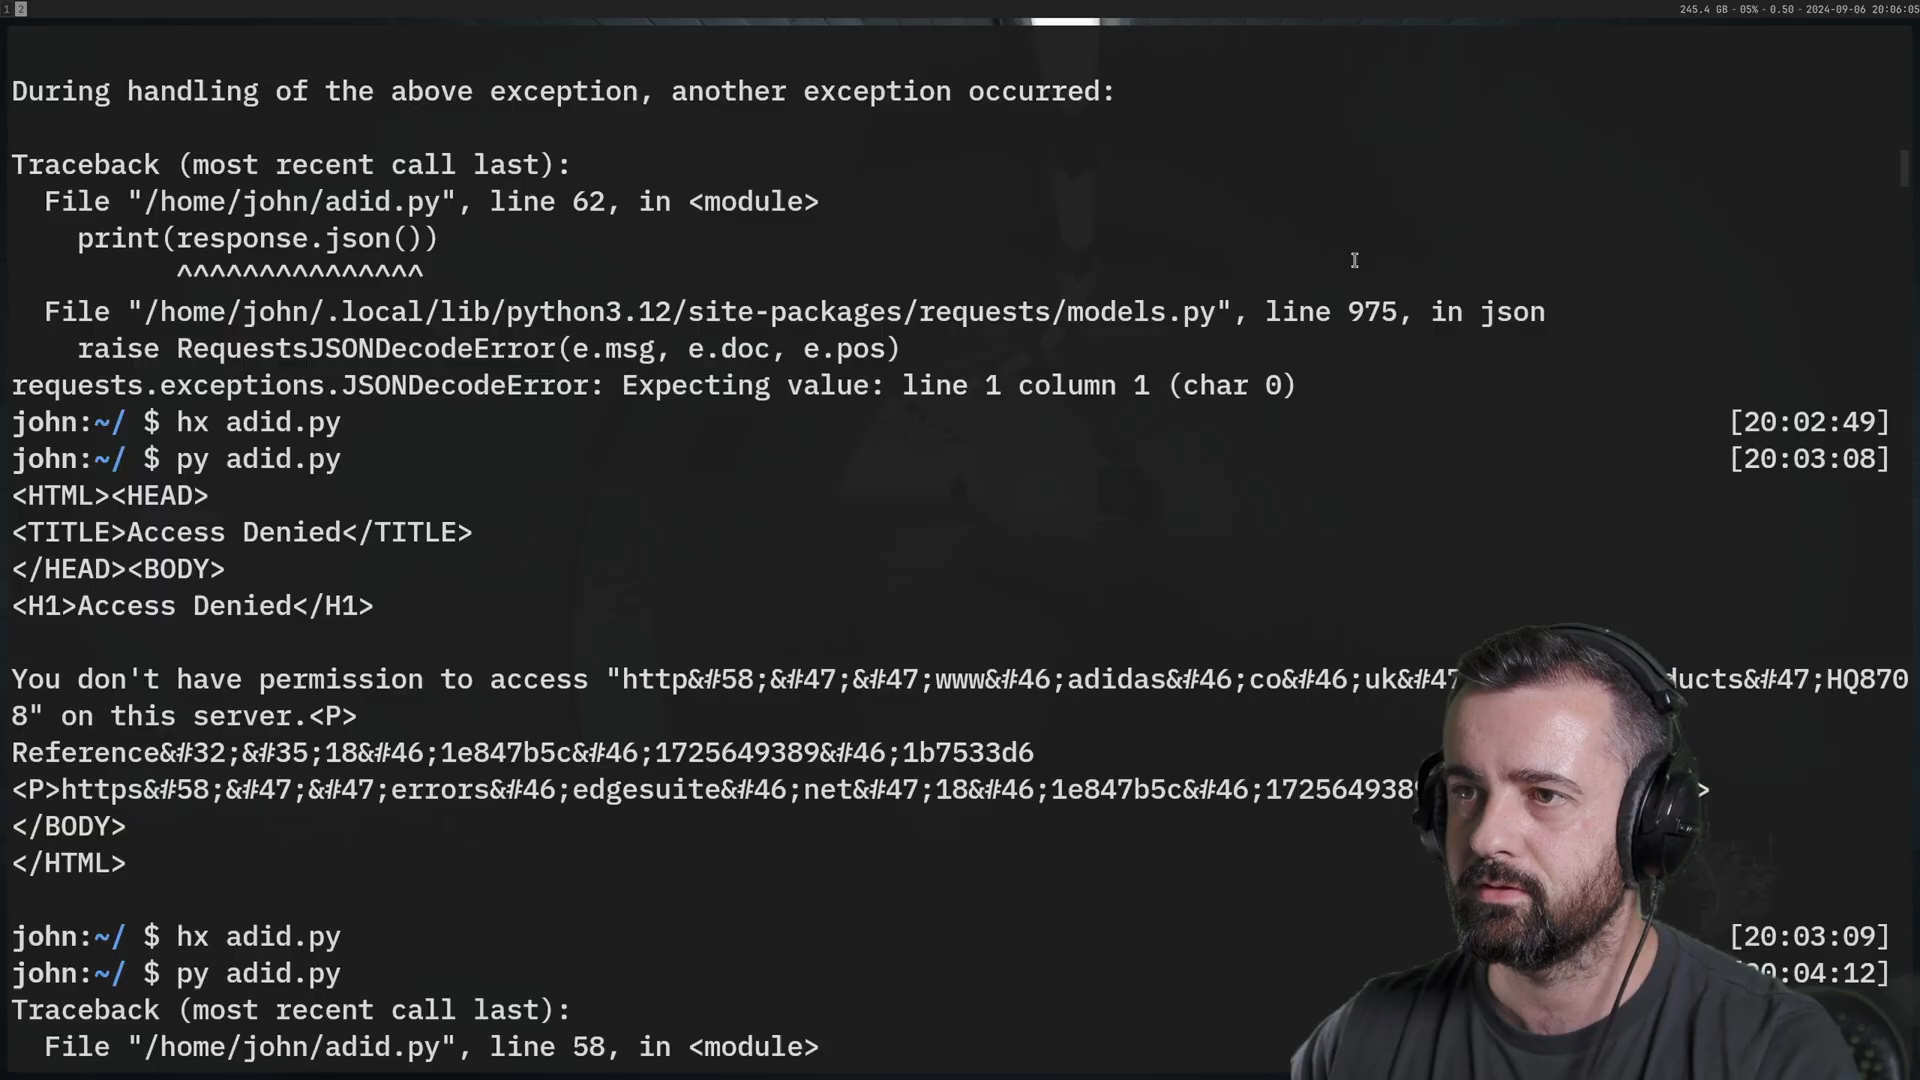 1 2
245.4 GB - 05% - 0.50 - 2024-09-06 20:06:05
During handling of the above exception, another exception occurred:
Traceback (most recent call last):
File "/home/john/adid.py", line 62, in <module>
print(response.json())
^^^^^^^^^^^^^^^
File "/home/john/.local/lib/python3.12/site-packages/requests/models.py", line 975, in json
raise RequestsJSONDecodeError(e.msg, e.doc, e.pos)
requests.exceptions.JSONDecodeError: Expecting value: line 1 column 1 (char 0)
john:~/ $ hx adid.py [20:02:49]
john:~/ $ py adid.py [20:03:08]
<HTML><HEAD>
<TITLE>Access Denied</TITLE>
</HEAD><BODY>
<H1>Access Denied</H1>
You don't have permission to access "http&#58;&#47;&#47;www&#46;adidas&#46;co&#46;uk&#47 ducts&#47;HQ870
8" on this server.<P>
Reference&#32;&#35;18&#46;1e847b5c&#46;1725649389&#46;1b7533d6
<P>https&#58;&#47;&#47;errors&#46;edgesuite&#46;net&#47;18&#46;1e847b5c&#46;172564938 >
</BODY>
</HTML>
john:~/ $ hx adid.py [20:03:09]
john:~/ $ py adid.py 0:04:12]
Traceback (most recent call last):
File "/home/john/adid.py", line 58, in <module>